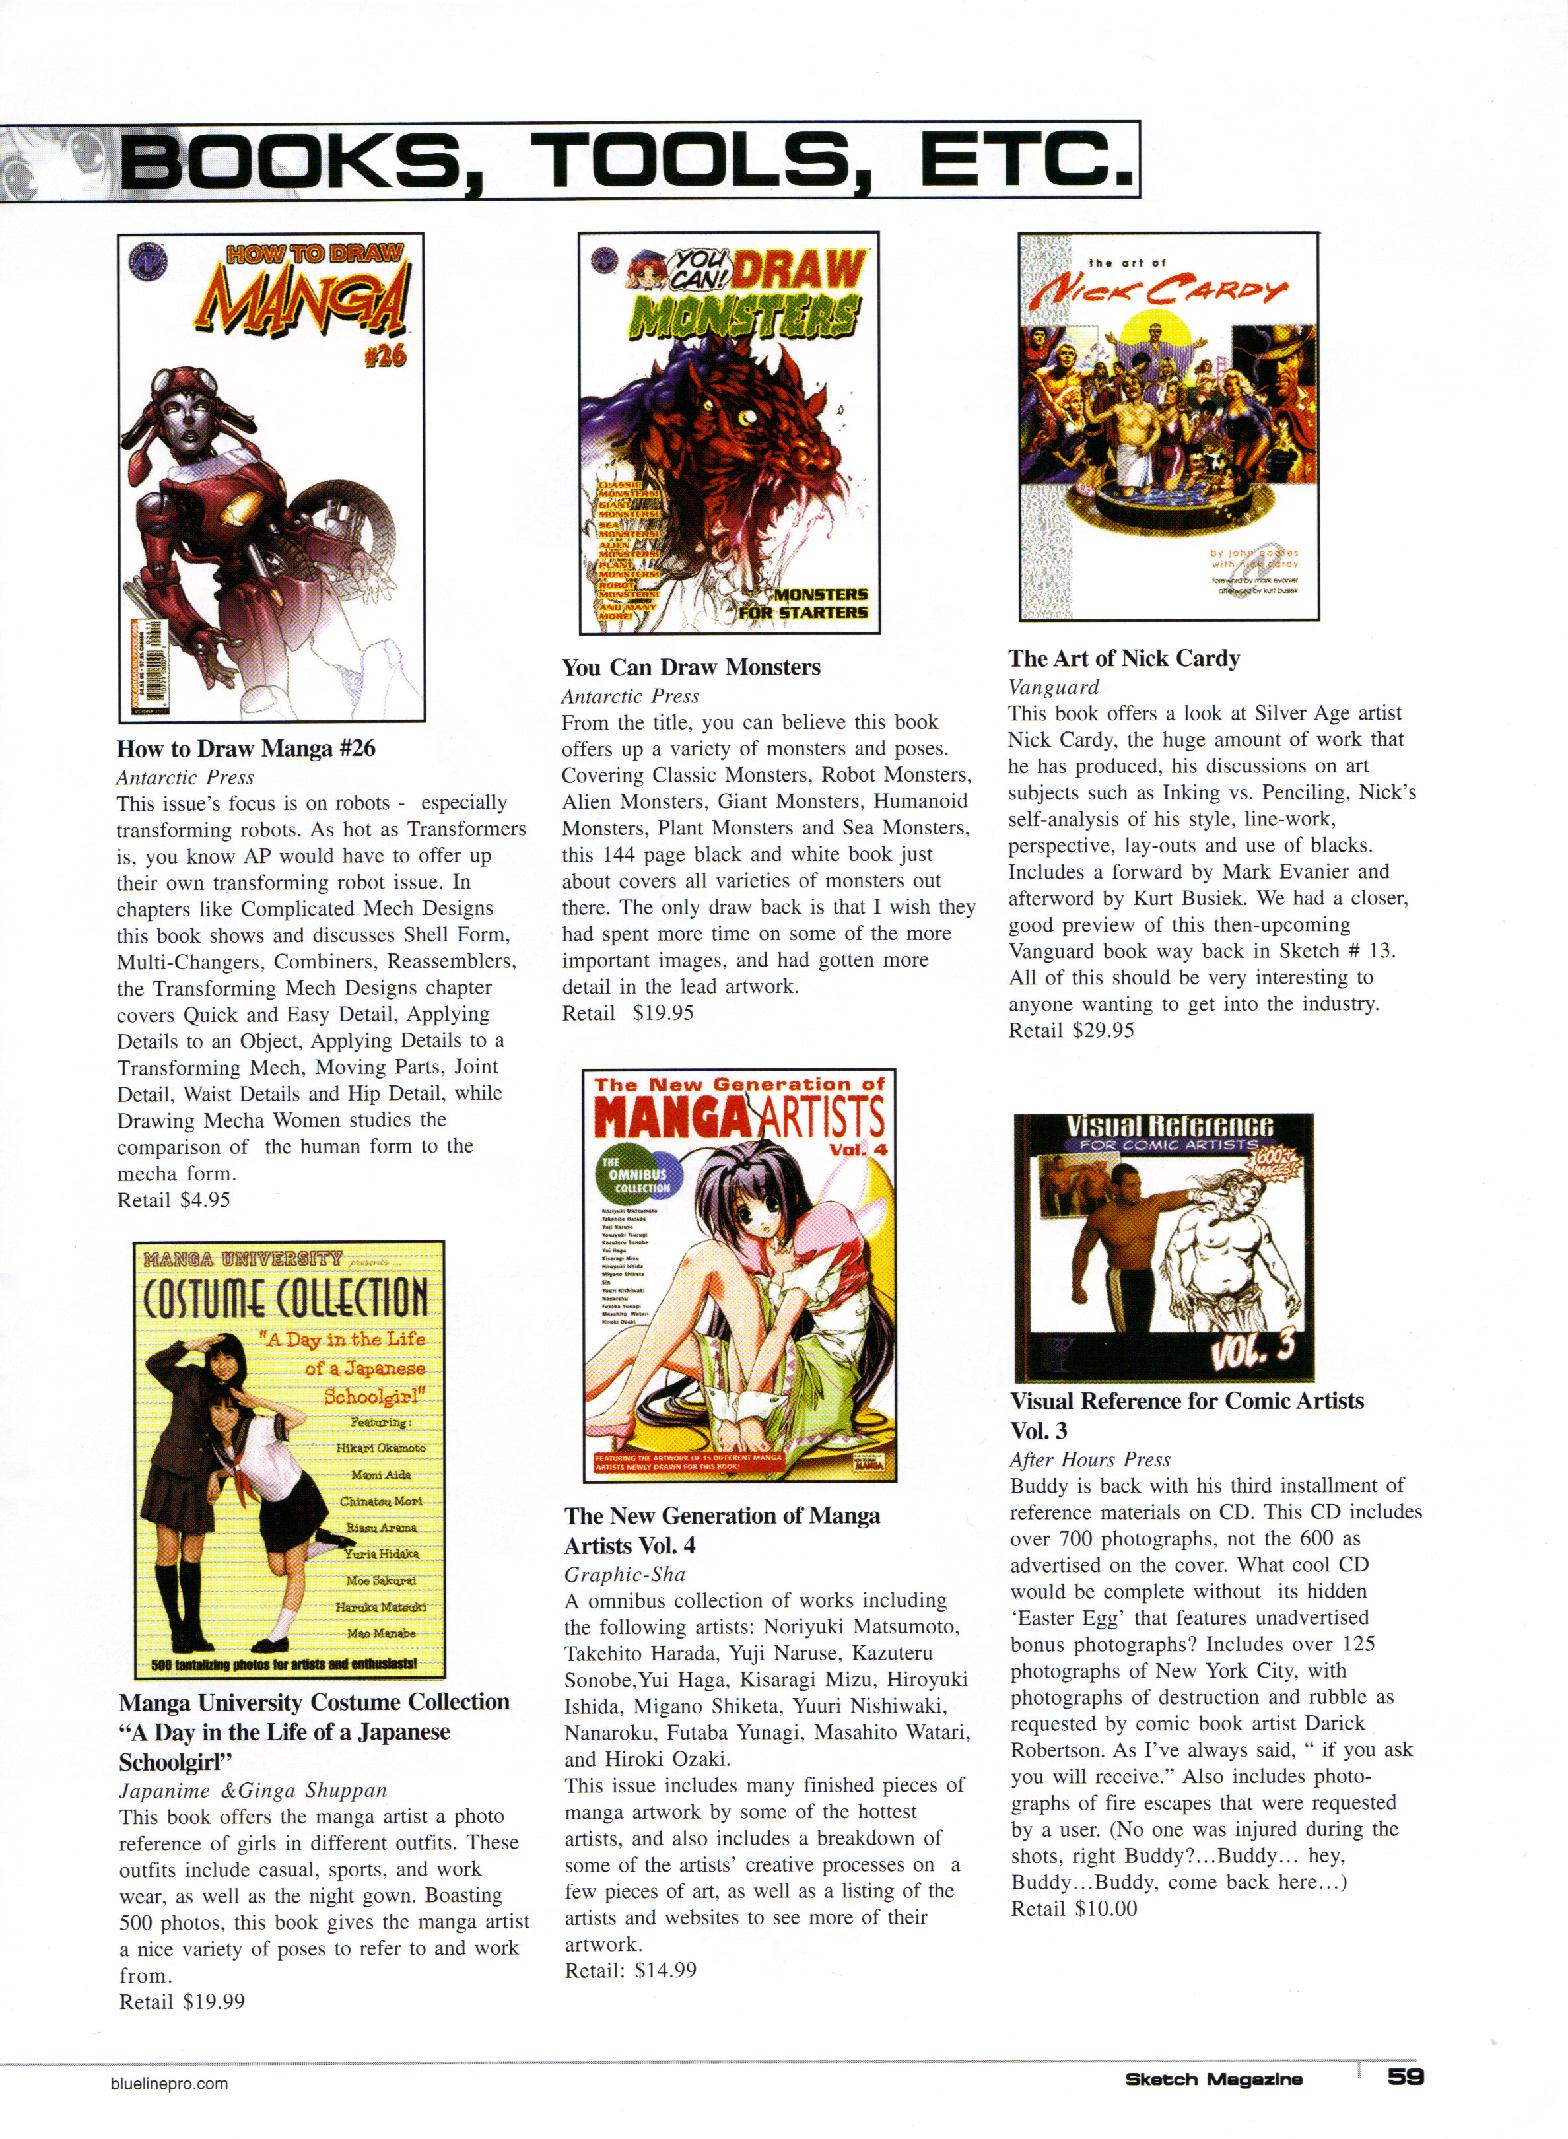 BOOKS, TOOLS, ETC.
HOW TO DRAW
MANGA
#26
How to Draw Manga #26
Antarctic Press
This issue's focus is on robots -  especially
transforming robots. As hot as Transformers
is, you know AP would have to offer up
their own transforming robot issue. In
chapters like Complicated Mech Designs
this book shows and discusses Shell Form,
Multi-Changers, Combiners, Reassemblers,
the Transforming Mech Designs chapter
covers Quick and Easy Detail, Applying
Details to an Object, Applying Details to a
Transforming Mech, Moving Parts, Joint
Detail, Waist Details and Hip Detail, while
Drawing Mecha Women studies the
comparison of  the human form to the
mecha form.
Retail $4.95
MANGA UNIVERSITY presents...
COSTUME COLLECTION
"A Day in the Life
of a Japanese
Schoolgirl"
Featuring:
Hikari Okamoto
Mami Aida
Chinatsu Mori
Riasu Arama
Yuria Hidaka
Moe Sakurai
Haruka Matsuki
Mao Manabe
500 tantalizing photos for artists and enthusiasts!
Manga University Costume Collection
“A Day in the Life of a Japanese
Schoolgirl”
Japanime &Ginga Shuppan
This book offers the manga artist a photo
reference of girls in different outfits. These
outfits include casual, sports, and work
wear, as well as the night gown. Boasting
500 photos, this book gives the manga artist
a nice variety of poses to refer to and work
from.
Retail $19.99
YOU CAN! DRAW
MONSTERS
CLASSIC
MONSTERS!
GIANT
MONSTERS!
SEA
MONSTERS!
ALIEN
MONSTERS!
PLANT
MONSTERS!
ROBOT
MONSTERS!
AND MANY
MORE!
MONSTERS
FOR STARTERS
You Can Draw Monsters
Antarctic Press
From the title, you can believe this book
offers up a variety of monsters and poses.
Covering Classic Monsters, Robot Monsters,
Alien Monsters, Giant Monsters, Humanoid
Monsters, Plant Monsters and Sea Monsters,
this 144 page black and white book just
about covers all varieties of monsters out
there. The only draw back is that I wish they
had spent more time on some of the more
important images, and had gotten more
detail in the lead artwork.
Retail  $19.95
The New Generation of
MANGA ARTISTS
Vol. 4
THE
OMNIBUS
COLLECTION
Noriyuki Matsumoto
Takehito Harada
Yuji Naruse
Kazuteru Sonobe
Yui Haga
Kisaragi Mizu
Hiroyuki Ishida
Migano Shiketa
Yuuri Nishiwaki
Nanaroku
Futaba Yunagi
Masahito Watari
Hiroki Ozaki
FEATURING THE ARTWORK OF 15 DIFFERENT MANGA
ARTISTS NEWLY DRAWN FOR THIS BOOK!
MANGA
The New Generation of Manga
Artists Vol. 4
Graphic-Sha
A omnibus collection of works including
the following artists: Noriyuki Matsumoto,
Takehito Harada, Yuji Naruse, Kazuteru
Sonobe,Yui Haga, Kisaragi Mizu, Hiroyuki
Ishida, Migano Shiketa, Yuuri Nishiwaki,
Nanaroku, Futaba Yunagi, Masahito Watari,
and Hiroki Ozaki.
This issue includes many finished pieces of
manga artwork by some of the hottest
artists, and also includes a breakdown of
some of the artists' creative processes on  a
few pieces of art, as well as a listing of the
artists and websites to see more of their
artwork.
Retail: $14.99
the art of
NICK CARDY
by john coates
with nick cardy
foreword by mark evanier
afterword by kurt busiek
The Art of Nick Cardy
Vanguard
This book offers a look at Silver Age artist
Nick Cardy, the huge amount of work that
he has produced, his discussions on art
subjects such as Inking vs. Penciling, Nick's
self-analysis of his style, line-work,
perspective, lay-outs and use of blacks.
Includes a forward by Mark Evanier and
afterword by Kurt Busiek. We had a closer,
good preview of this then-upcoming
Vanguard book way back in Sketch # 13.
All of this should be very interesting to
anyone wanting to get into the industry.
Retail $29.95
Visual Reference
FOR COMIC ARTISTS
600+
IMAGES!
VOL. 3
Visual Reference for Comic Artists
Vol. 3
After Hours Press
Buddy is back with his third installment of
reference materials on CD. This CD includes
over 700 photographs, not the 600 as
advertised on the cover. What cool CD
would be complete without  its hidden
‘Easter Egg’ that features unadvertised
bonus photographs? Includes over 125
photographs of New York City, with
photographs of destruction and rubble as
requested by comic book artist Darick
Robertson. As I've always said, “ if you ask
you will receive.” Also includes photo-
graphs of fire escapes that were requested
by a user. (No one was injured during the
shots, right Buddy?...Buddy... hey,
Buddy...Buddy, come back here...)
Retail $10.00
bluelinepro.com
Sketch Magazine
59